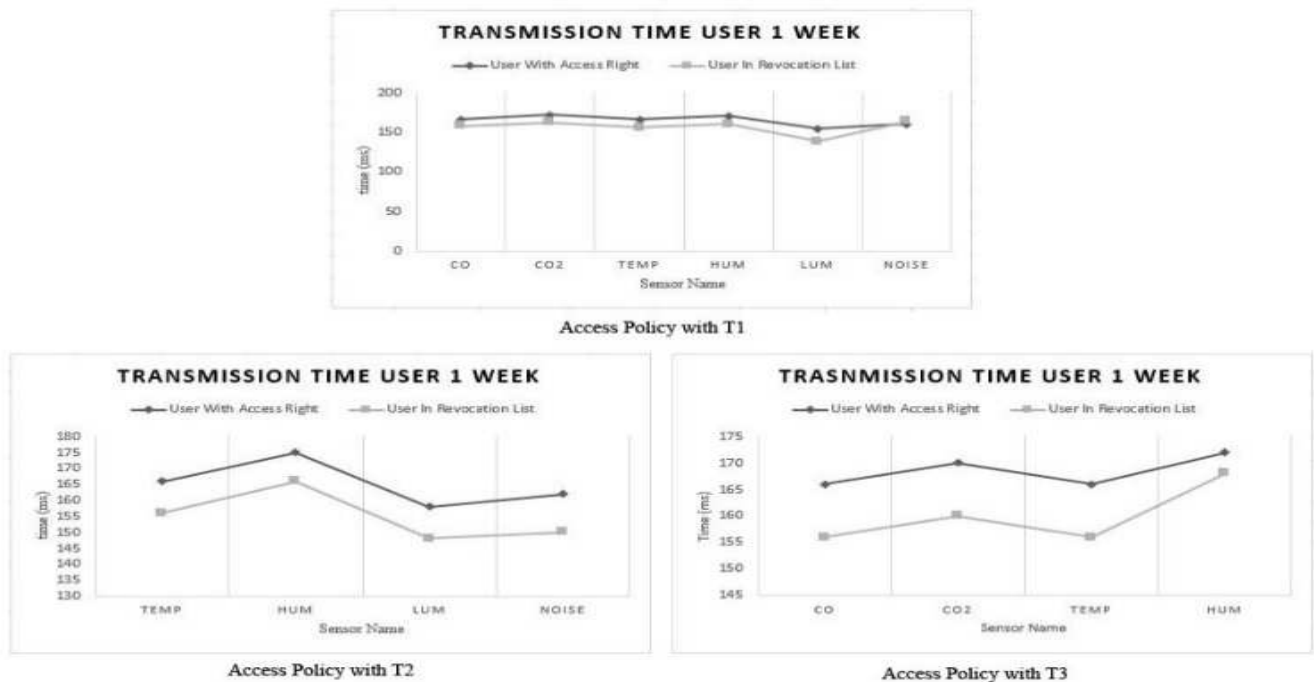 TRANSMISSION TIME USER 1 WEEK
User With Access Right User In Revocation List
200
150
100
50
0
time (ms)
CO CO2 TEMP HUM LUM NOISE
Sensor Name
Access Policy with T1
TRANSMISSION TIME USER 1 WEEK
User With Access Right User In Revocation List
180
175
170
165
160
155
150
145
140
135
130
time (ms)
TEMP HUM LUM NOISE
Sensor Name
Access Policy with T2
TRASNMISSION TIME USER 1 WEEK
User With Access Right User In Revocation List
175
170
165
160
155
150
145
Time (ms)
CO CO2 TEMP HUM
Sensor Name
Access Policy with T3